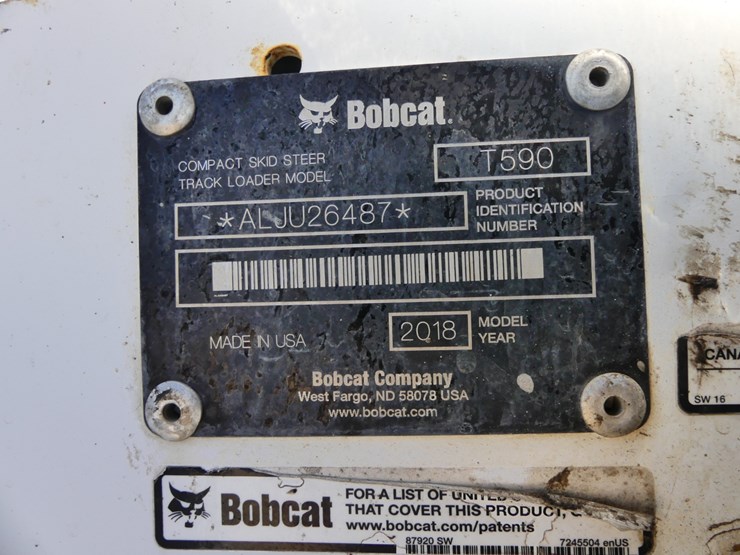 Bobcat.
COMPACT SKID STEER
TRACK LOADER MODEL
T590
*ALJU26487*
PRODUCT
IDENTIFICATION
NUMBER
MADE IN USA
2018
MODEL
YEAR
Bobcat Company
West Fargo, ND 58078 USA
www.bobcat.com
SW 16
Bobcat
FOR A LIST OF
THAT COVER THIS PRODUCT,
www.bobcat.com/patents
87920 SW
7245504 enUS